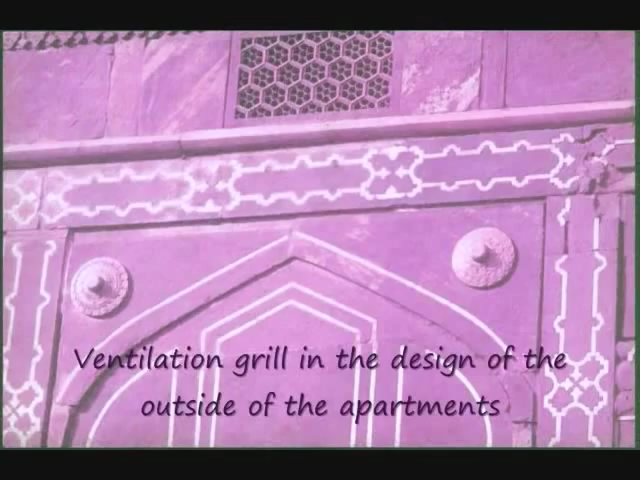 Ventilation grill in the design of the
outside of the apartments